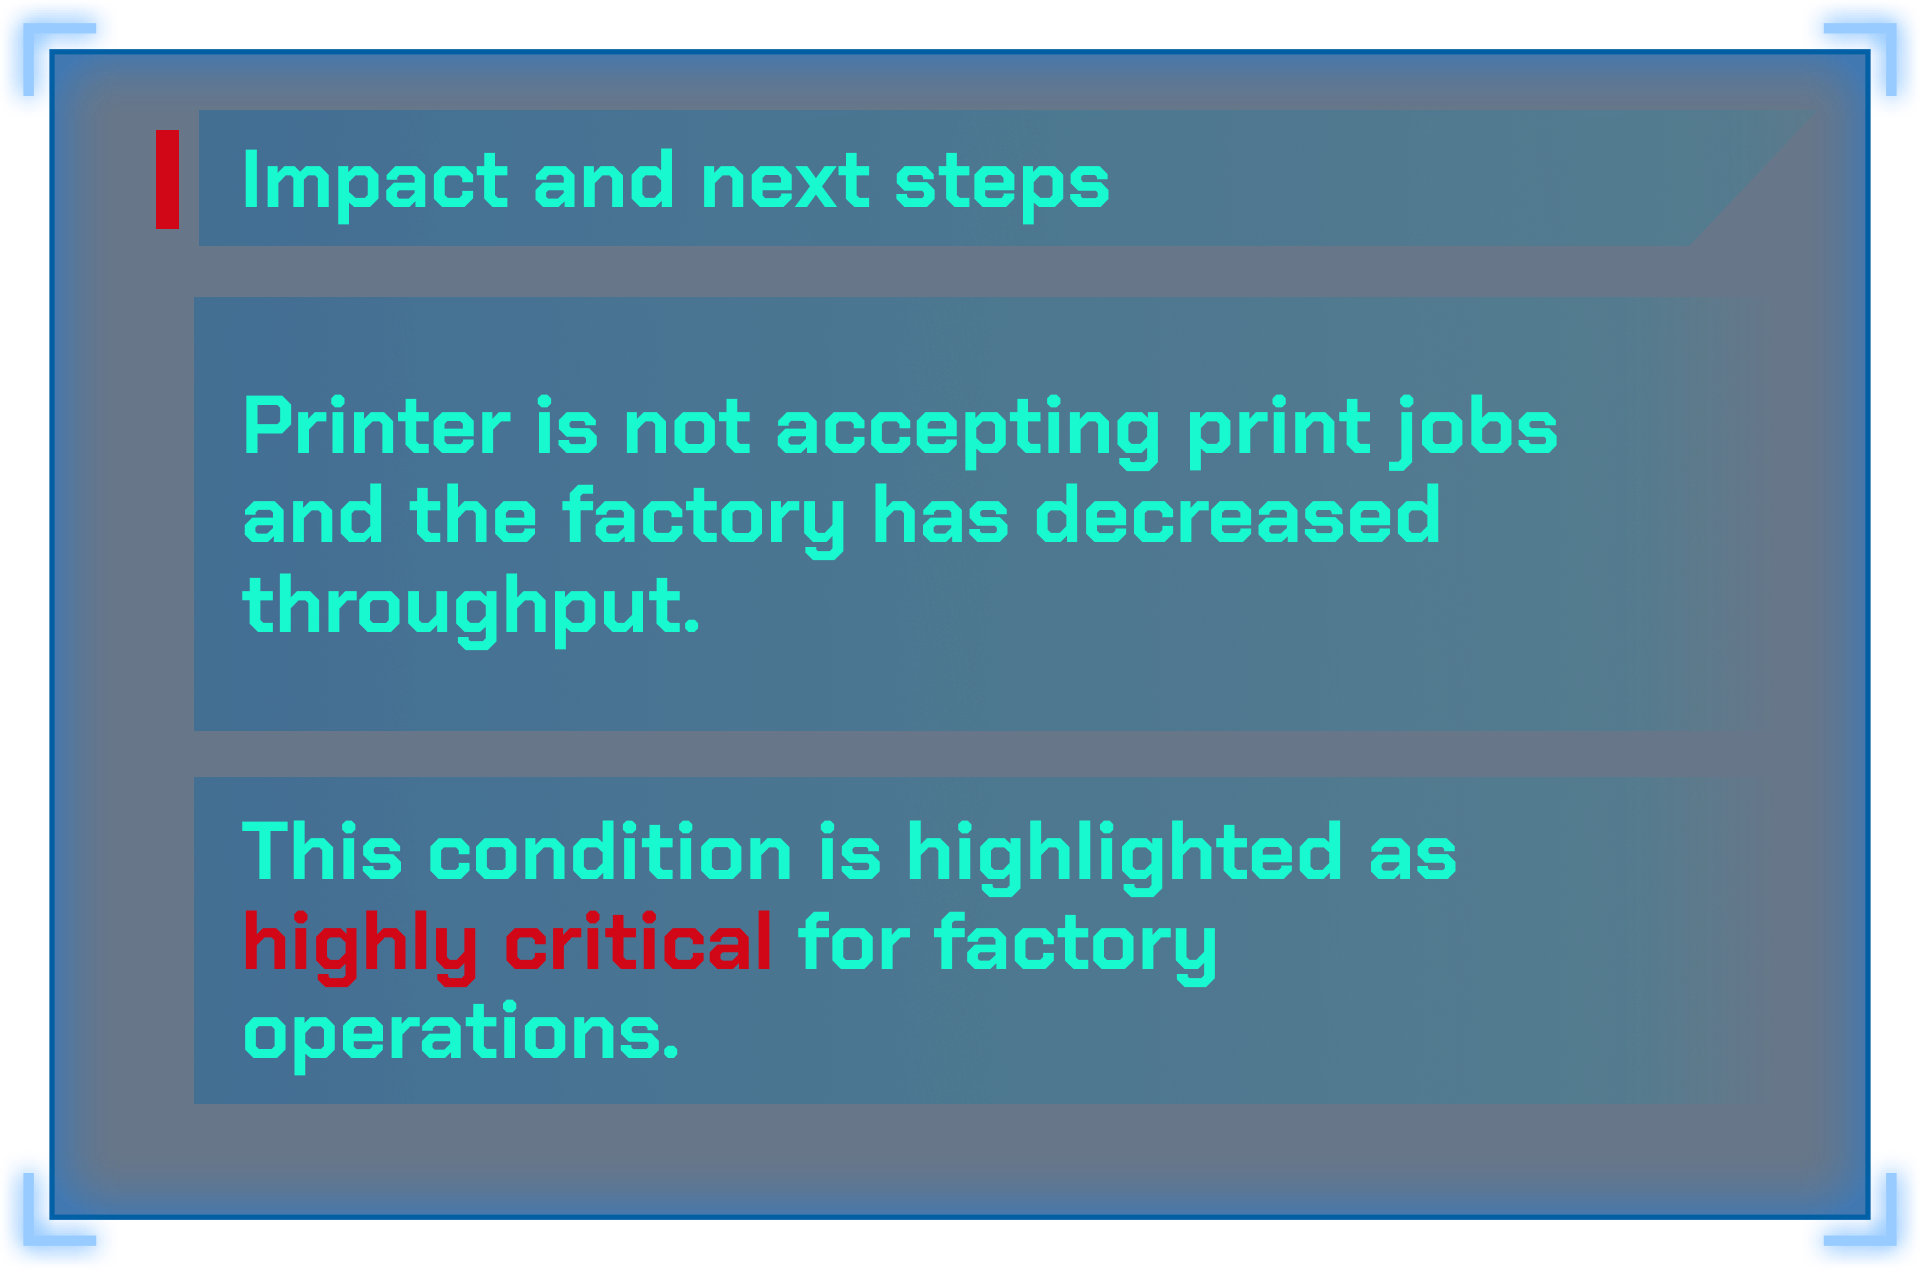 Impact and next steps
Printer is not accepting print jobs
and the factory has decreased
throughput.
This condition is highlighted as
highly critical for factory
operations.